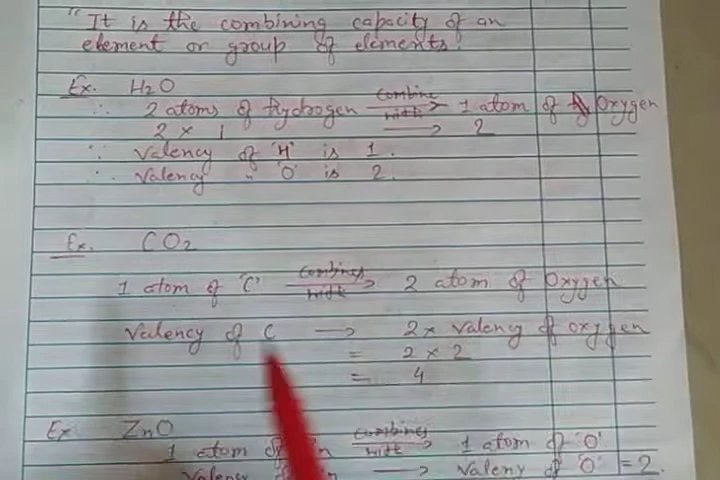 "It is the combining capacity of an
element or group of elements.
Ex. H2O
∴ 2 atoms of Hydrogen combine with → 1 atom of Oxygen
2 × 1 → 2
∵ Valency of 'H' is 1.
∴ Valency " 'O' is 2.
Ex. CO2
1 atom of 'C' combines with → 2 atom of Oxygen
Valency of C → 2 × Valency of oxygen
= 2 × 2
= 4
Ex ZnO
1 atom of combines with → 1 atom of 'O'
Valency of → Valeny of 'O' = 2.